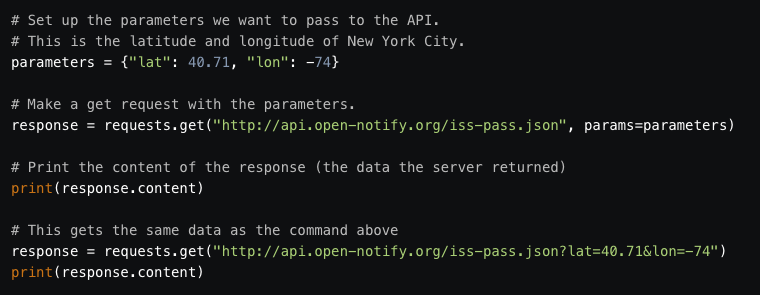 # Set up the parameters we want to pass to the API.
# This is the latitude and longitude of New York City.
parameters = {"lat": 40.71, "lon": -74}
# Make a get request with the parameters.
response = requests.get("http://api.open-notify.org/iss-pass.json", params=parameters)
# Print the content of the response (the data the server returned)
print(response.content)
# This gets the same data as the command above
response = requests.get("http://api.open-notify.org/iss-pass.json?lat=40.71&lon=-74")
print(response.content)